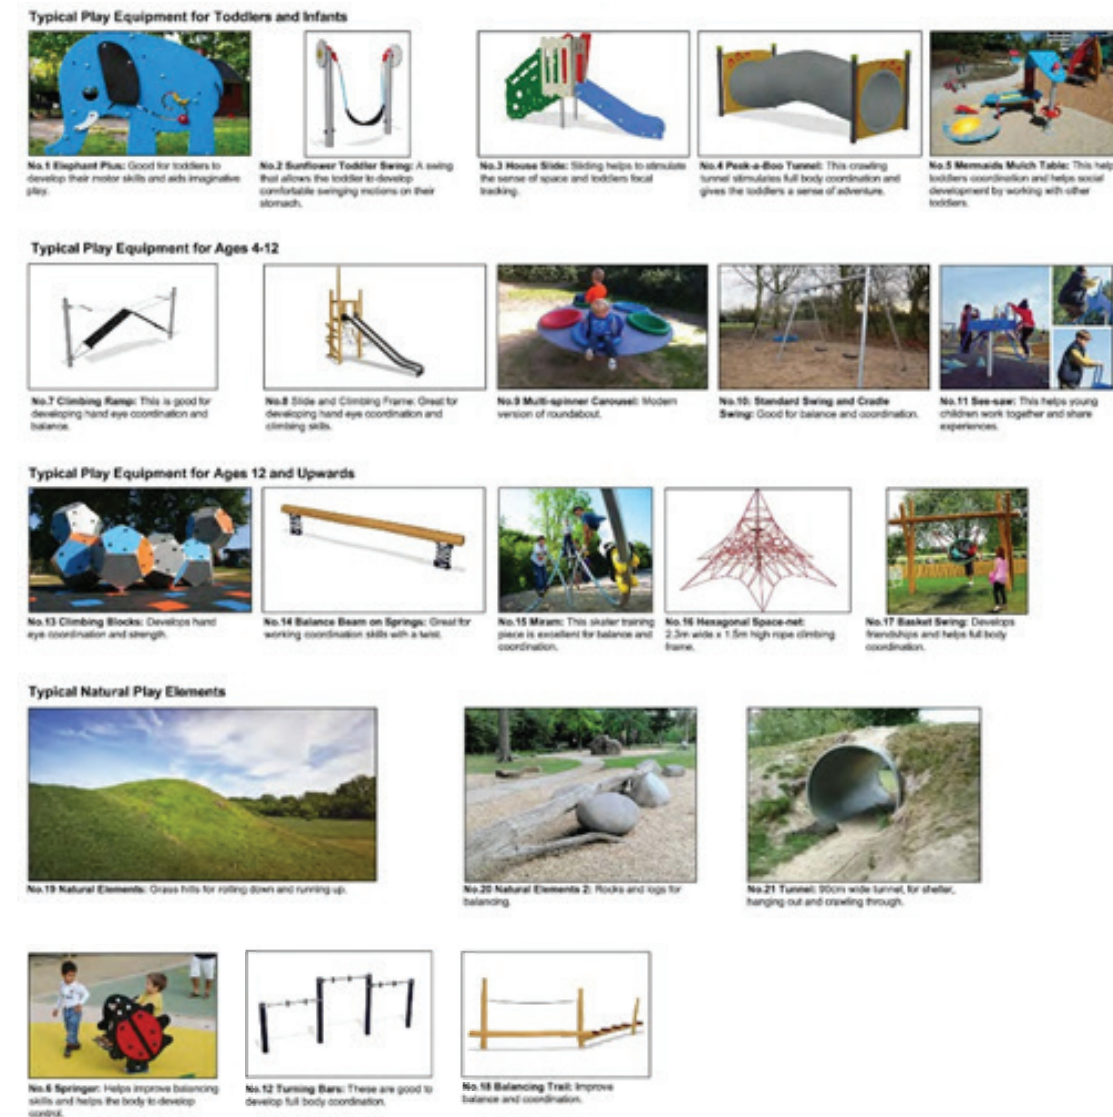 Typical Play Equipment for Toddlers and Infants
No.1 Elephant Plus: Good for toddlers to
develop their motor skills and aids imaginative
play.
No.2 Sunflower Toddler Swing: A swing
that allows the toddler to develop
comfortable swinging motions on their
stomach.
No.3 House Slide: Sliding helps to stimulate
the sense of space and toddlers focal
tracking.
No.4 Peek-a-Boo Tunnel: This crawling
tunnel stimulates full body coordination and
gives the toddlers a sense of adventure.
No.5 Mermaids Mulch Table: This help
toddlers coordination and helps social
development by working with other
toddlers.
Typical Play Equipment for Ages 4-12
No.7 Climbing Ramp: This is good for
developing hand eye coordination and
balance.
No.8 Slide and Climbing Frame: Great for
developing hand eye coordination and
climbing skills.
No.9 Multi-spinner Carousel: Modern
version of roundabout.
No.10: Standard Swing and Cradle
Swing: Good for balance and coordination.
No.11 See-saw: This helps young
children work together and share
experiences.
Typical Play Equipment for Ages 12 and Upwards
No.13 Climbing Blocks: Develops hand
eye coordination and strength.
No.14 Balance Beam on Springs: Great for
working coordination skills with a twist.
No.15 Miram: This skater training
piece is excellent for balance and
coordination.
No.16 Hexagonal Space-net:
2.3m wide x 1.5m high rope climbing
frame.
No.17 Basket Swing: Develops
friendships and helps full body
coordination.
Typical Natural Play Elements
No.19 Natural Elements: Grass hills for rolling down and running up.
No.20 Natural Elements 2: Rocks and logs for
balancing.
No.21 Tunnel: 90cm wide tunnel, for shelter,
hanging out and crawling through.
No.6 Springer: Helps improve balancing
skills and helps the body to develop
control.
No.12 Turning Bars: These are good to
develop full body coordination.
No.18 Balancing Trail: Improve
balance and coordination.